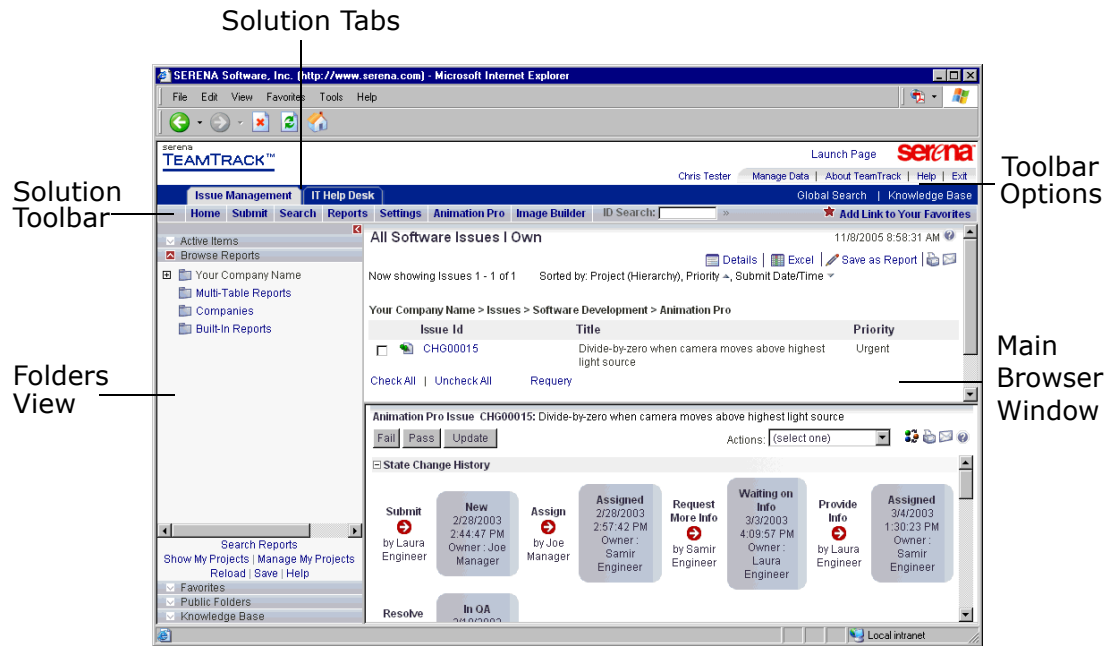 Solution Tabs
SERENA Software, Inc. (http://www.serena.com) - Microsoft Internet Explorer
File Edit View Favorites Tools Help
serena
TEAMTRACK™
Launch Page serena
Chris Tester Manage Data | About TeamTrack | Help | Exit
Toolbar
Options
Solution
Toolbar
Issue Management IT Help Desk Global Search | Knowledge Base
Home Submit Search Reports Settings Animation Pro Image Builder ID Search: » Add Link to Your Favorites
Active Items
Browse Reports
Your Company Name
Multi-Table Reports
Companies
Built-In Reports
All Software Issues I Own 11/8/2005 8:58:31 AM
Details | Excel | Save as Report |
Now showing Issues 1 - 1 of 1 Sorted by: Project (Hierarchy), Priority, Submit Date/Time
Your Company Name > Issues > Software Development > Animation Pro
Issue Id Title Priority
CHG00015 Divide-by-zero when camera moves above highest Urgent
light source
Check All | Uncheck All Requery
Main
Browser
Window
Folders
View
Animation Pro Issue CHG00015: Divide-by-zero when camera moves above highest light source
Fail Pass Update Actions: (select one)
State Change History
Submit
by Laura
Engineer
New
2/28/2003
2:44:47 PM
Owner : Joe
Manager
Assign
by Joe
Manager
Assigned
2/28/2003
2:57:42 PM
Owner :
Samir
Engineer
Request
More Info
by Samir
Engineer
Waiting on
Info
3/3/2003
4:09:57 PM
Owner :
Laura
Engineer
Provide
Info
by Laura
Engineer
Assigned
3/4/2003
1:30:23 PM
Owner :
Samir
Engineer
Resolve
In QA
Search Reports
Show My Projects | Manage My Projects
Reload | Save | Help
Favorites
Public Folders
Knowledge Base
Local intranet